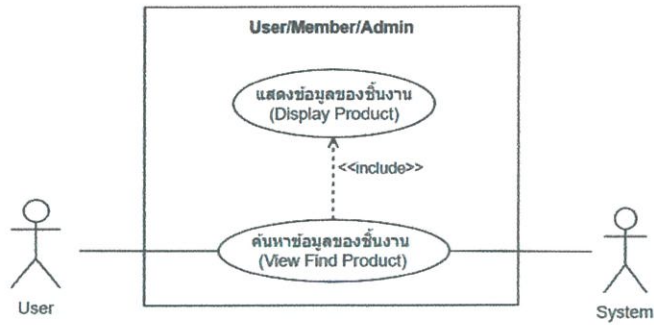 User/Member/Admin
แสดงข้อมูลของชิ้นงาน
(Display Product)
<<include>>
ค้นหาข้อมูลของชิ้นงาน
(View Find Product)
User
System